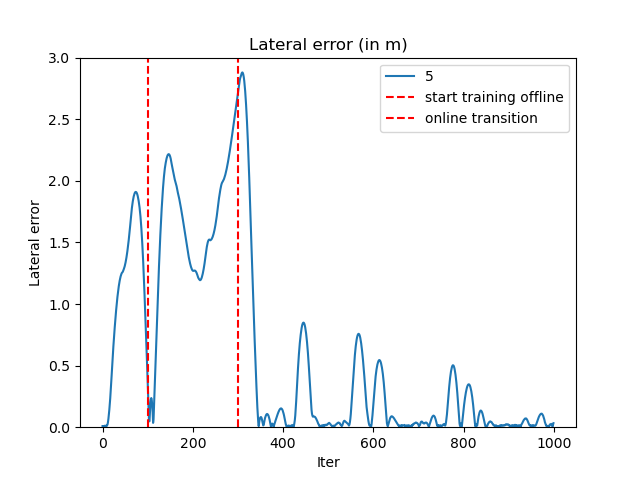 Lateral error (in m)
3.0
2.5
2.0
1.5
1.0
0.5
0.0
Lateral error
5
start training offline
online transition
0 200 400 600 800 1000
Iter